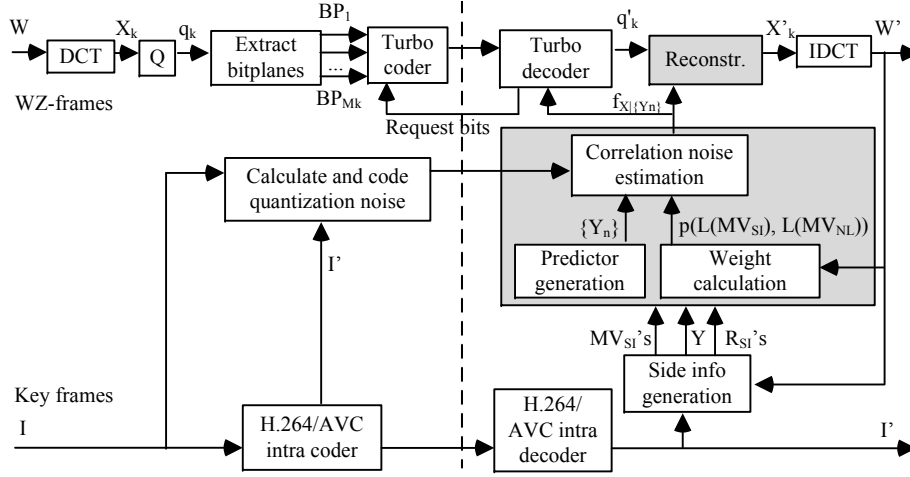 W
DCT
X_k
Q
q_k
Extract
bitplanes
BP_1
...
BP_Mk
Turbo
coder
Turbo
decoder
q'_k
Reconstr.
X'_k
IDCT
W'
WZ-frames
Request bits
f_X|{Yn}
Correlation noise
estimation
Calculate and code
quantization noise
{Y_n}
p(L(MV_SI), L(MV_NL))
Predictor
generation
Weight
calculation
I'
MV_SI's
Y
R_SI's
Side info
generation
Key frames
I
H.264/AVC
intra coder
H.264/
AVC intra
decoder
I'